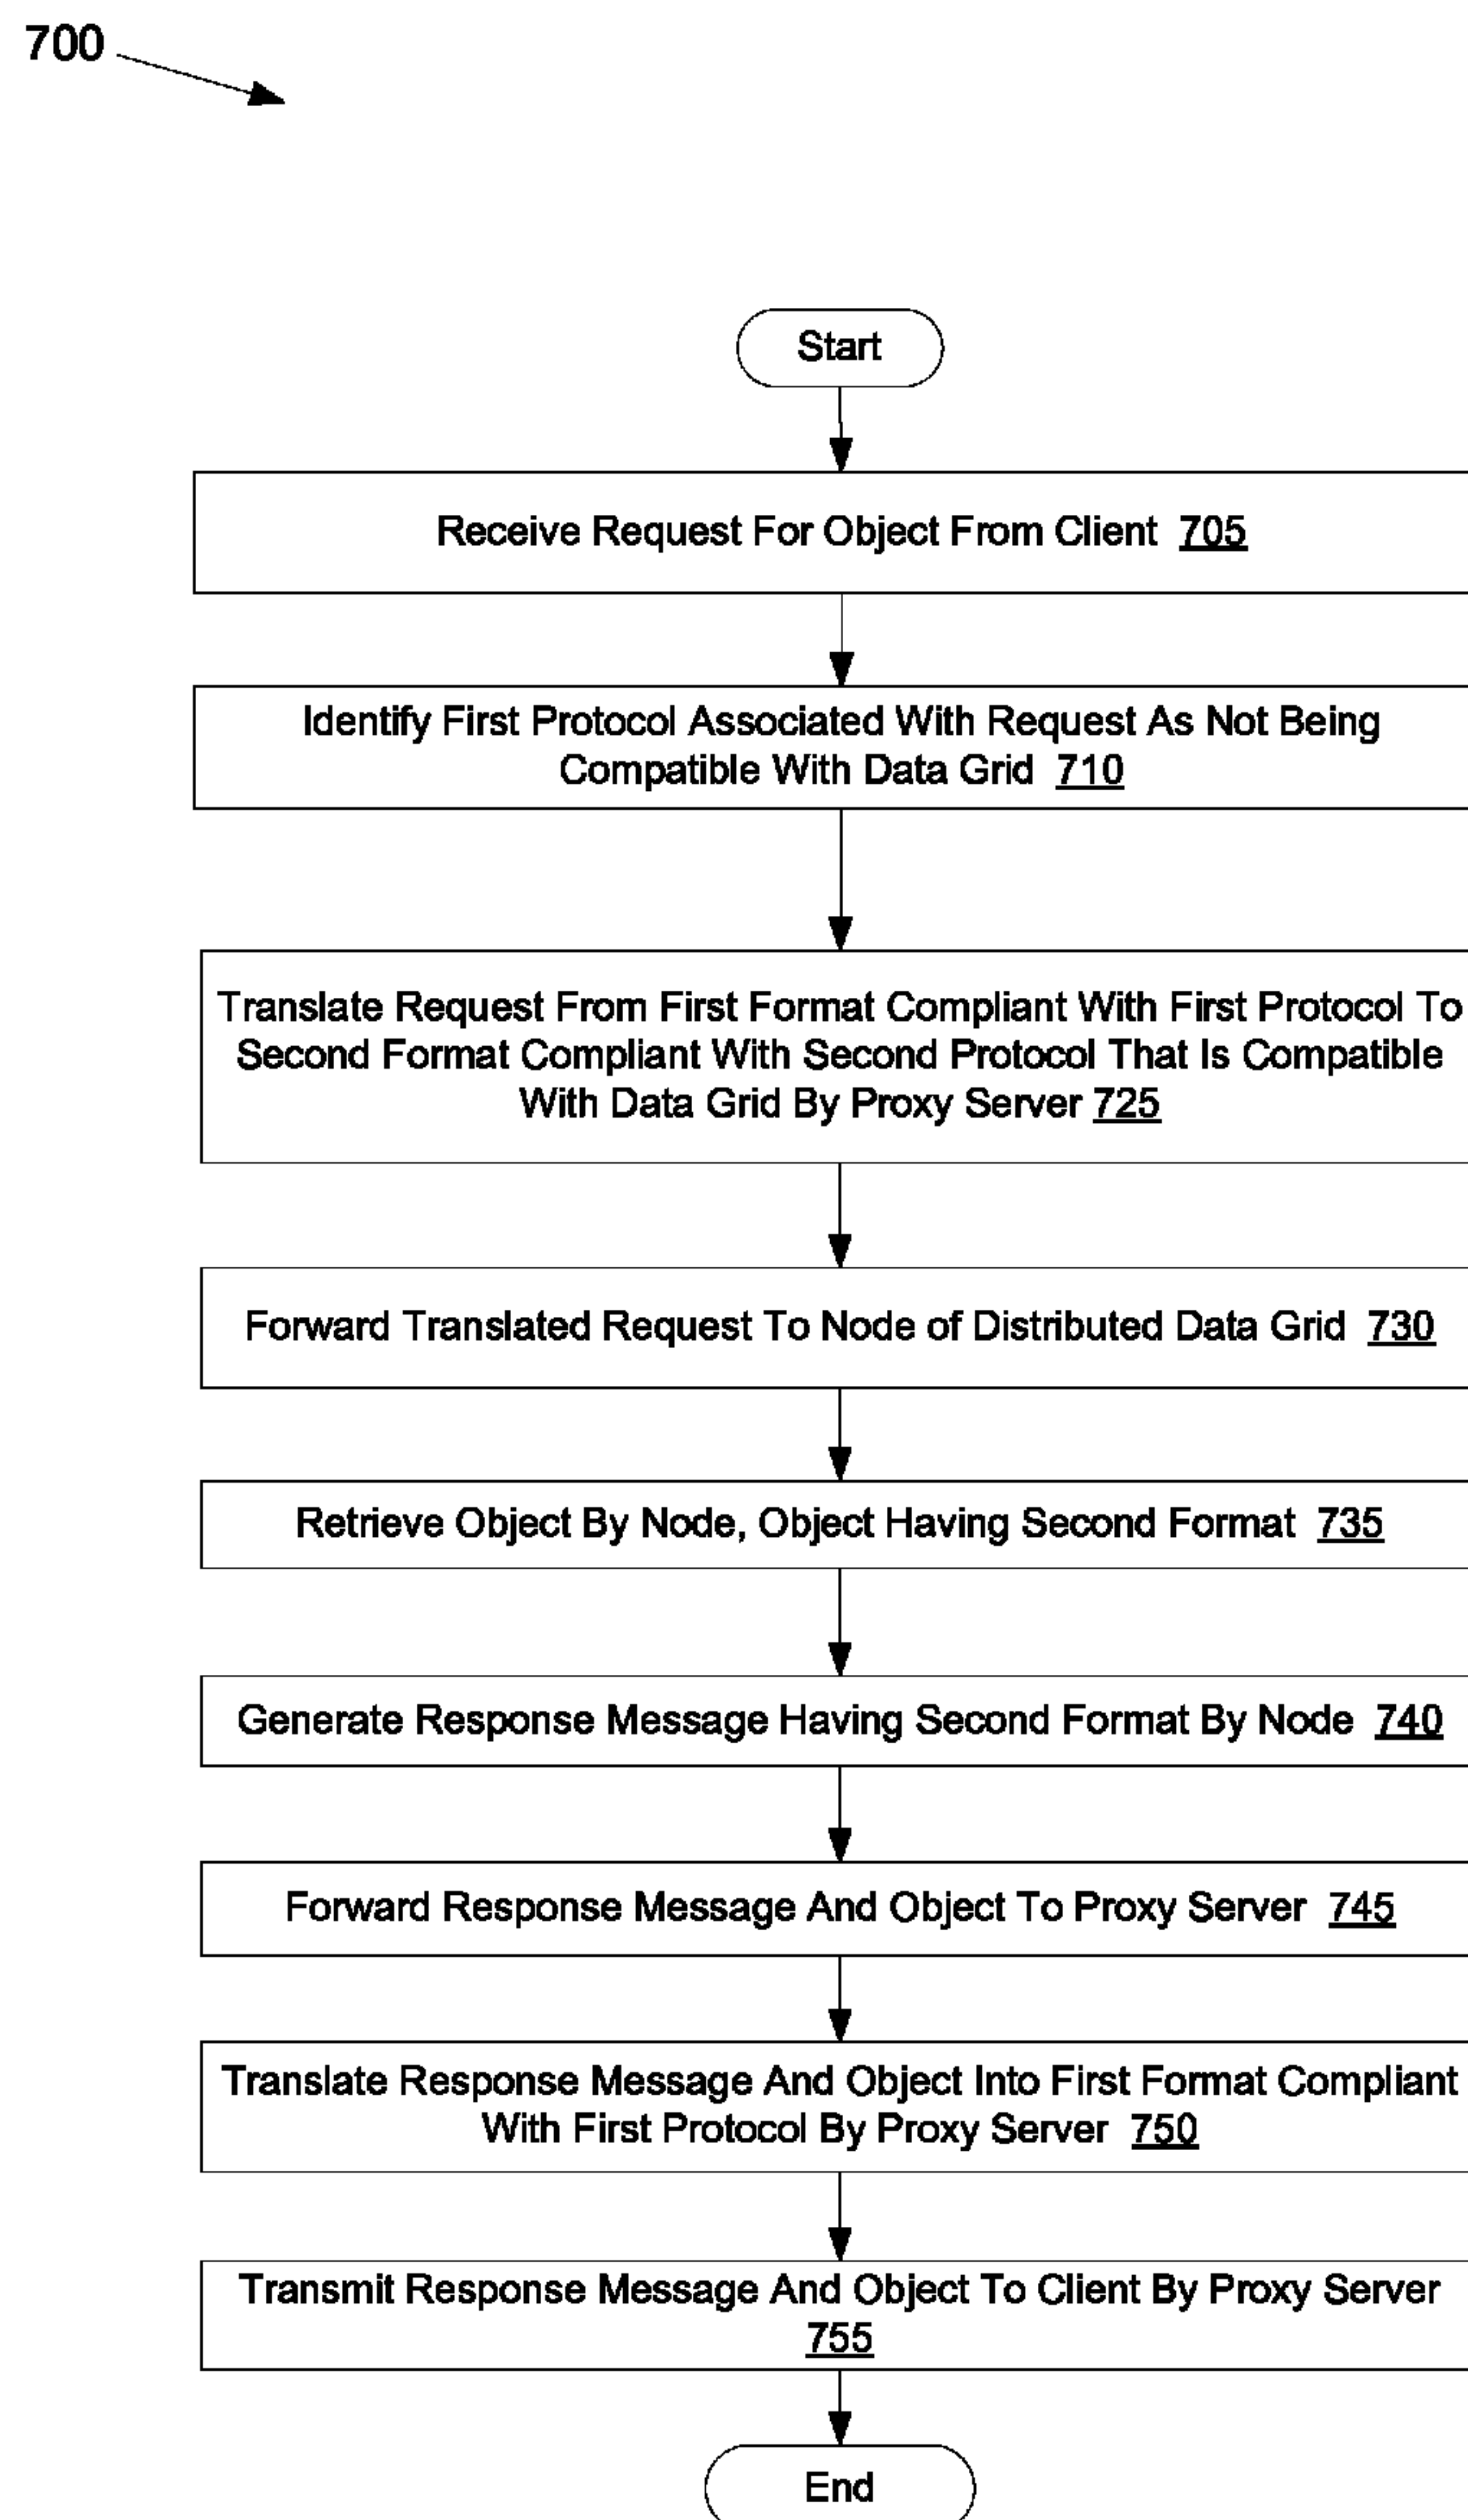 700
Start
Receive Request For Object From Client 705
Identify First Protocol Associated With Request As Not Being
Compatible With Data Grid 710
Translate Request From First Format Compliant With First Protocol To
Second Format Compliant With Second Protocol That Is Compatible
With Data Grid By Proxy Server 725
Forward Translated Request To Node of Distributed Data Grid 730
Retrieve Object By Node, Object Having Second Format 735
Generate Response Message Having Second Format By Node 740
Forward Response Message And Object To Proxy Server 745
Translate Response Message And Object Into First Format Compliant
With First Protocol By Proxy Server 750
Transmit Response Message And Object To Client By Proxy Server
755
End